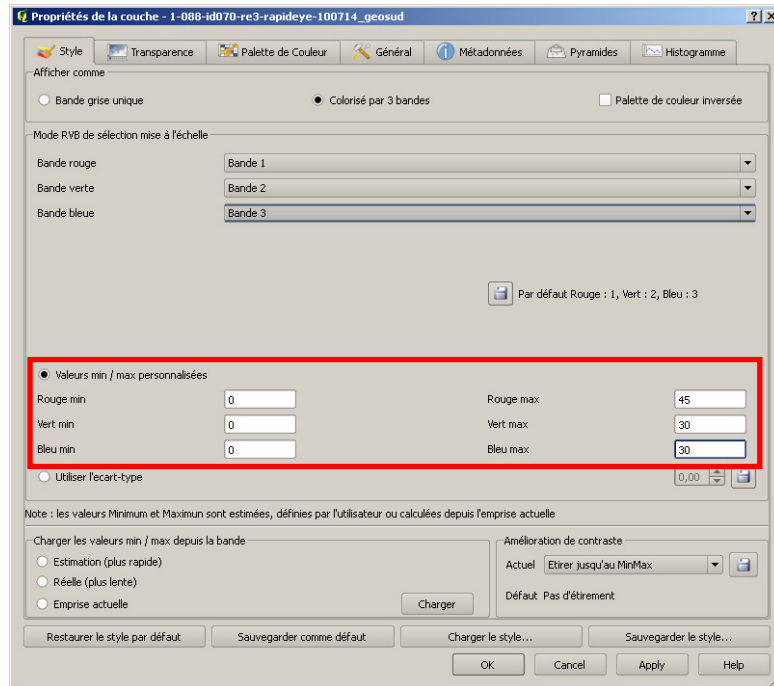 Propriétés de la couche - 1-088-id070-re3-rapideye-100714_geosud
Style Transparence Palette de Couleur Général Métadonnées Pyramides Histogramme
Afficher comme
Bande grise unique Colorisé par 3 bandes Palette de couleur inversée
Mode RVB de sélection mise à l'échelle
Bande rouge Bande 1
Bande verte Bande 2
Bande bleue Bande 3
Par défaut Rouge : 1, Vert : 2, Bleu : 3
Valeurs min / max personnalisées
Rouge min 0 Rouge max 45
Vert min 0 Vert max 30
Bleu min 0 Bleu max 30
Utiliser l'ecart-type 0,00
Note : les valeurs Minimum et Maximun sont estimées, définies par l'utilisateur ou calculées depuis l'emprise actuelle
Charger les valeurs min / max depuis la bande Amélioration de contraste
Estimation (plus rapide) Actuel Etirer jusqu'au MinMax
Réelle (plus lente)
Emprise actuelle Charger Défaut Pas d'étirement
Restaurer le style par défaut Sauvegarder comme défaut Charger le style... Sauvegarder le style...
OK Cancel Apply Help